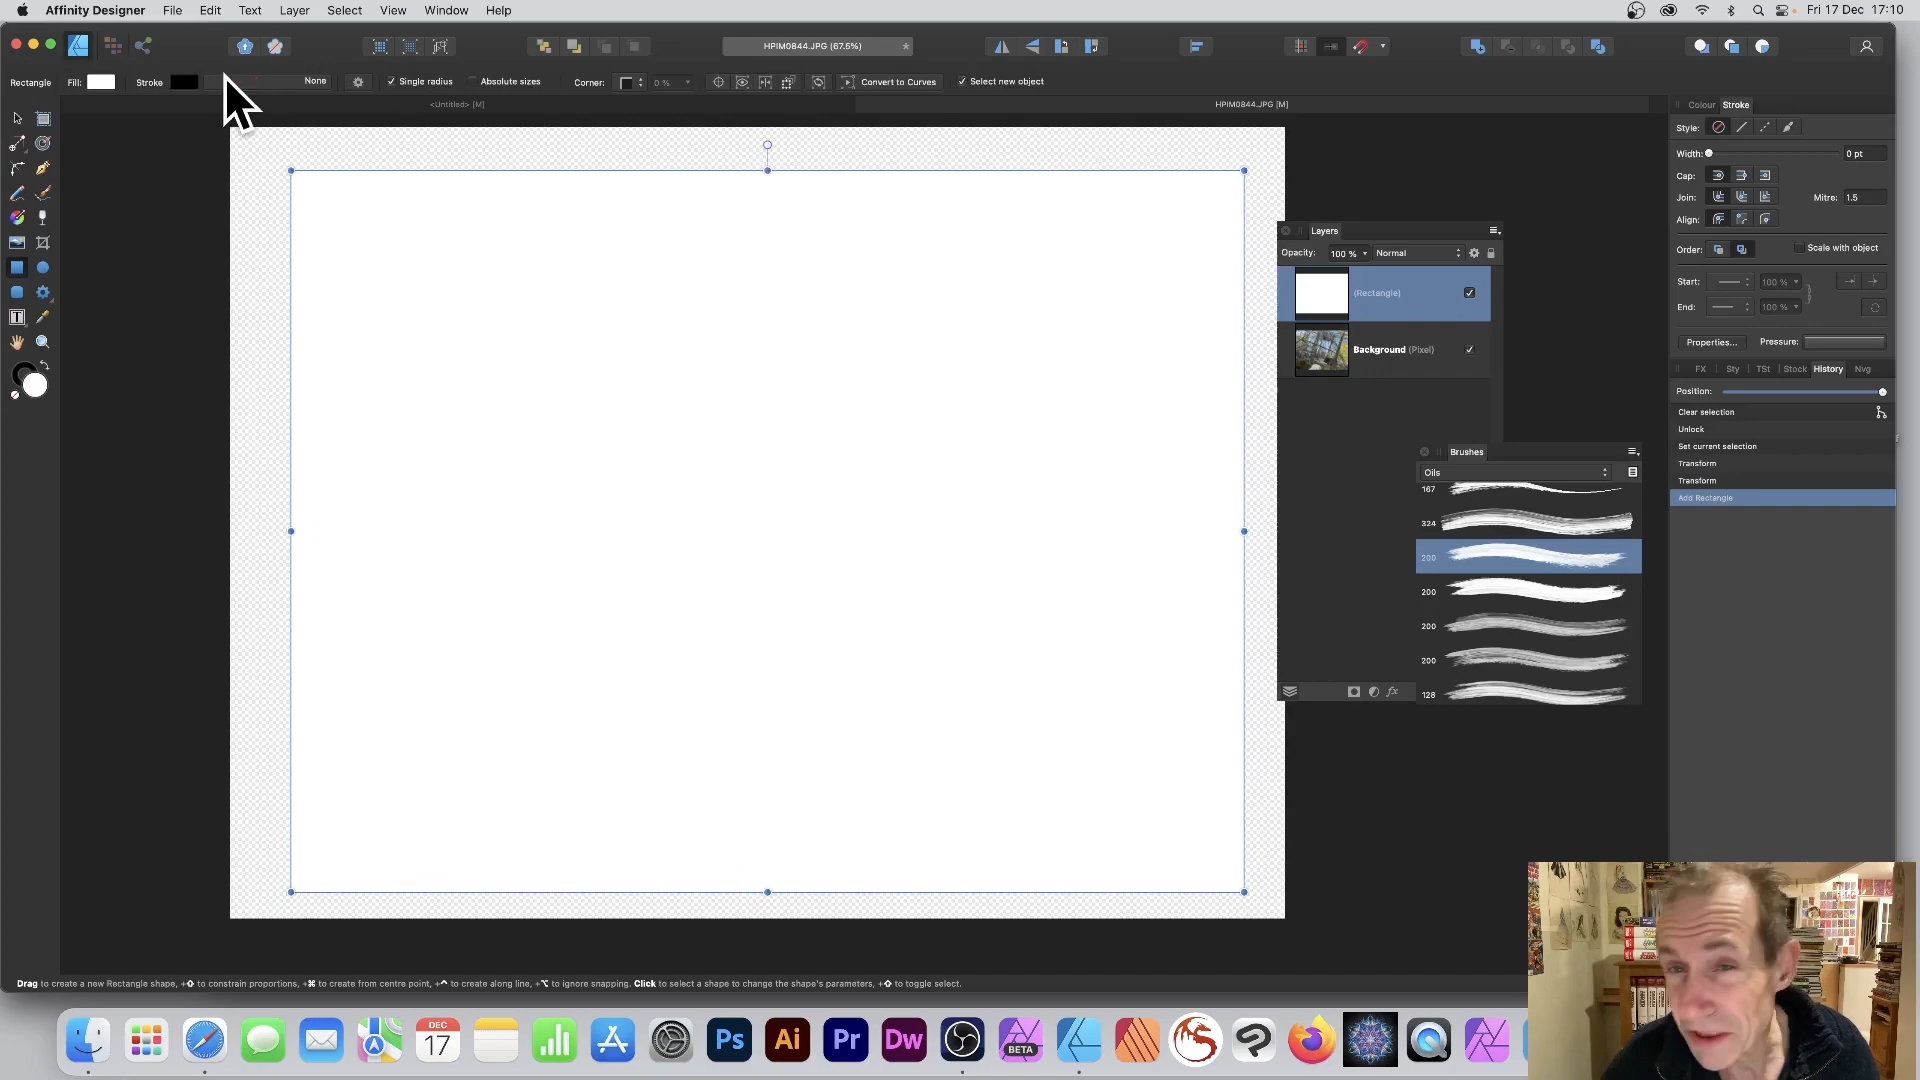 Affinity Designer File Edit Text Layer Select View Window Help Fri 17 Dec 17:10
HPIM0844.JPG (67.5%)
Rectangle Fill: Stroke None Single radius Absolute sizes Corner: 0 % Convert to Curves Select new object
<Untitled> [M] HPIM0844.JPG [M]
Colour Stroke
Style:
Width: 0 pt
Cap:
Join: Mitre: 1.5
Align:
Order: Scale with object
Start: 100 %
End: 100 %
Properties... Pressure:
FX Sty TSt Stock History Nvg
Position:
Clear selection
Unlock
Set current selection
Transform
Transform
Add Rectangle
Layers
Opacity: 100 % Normal
(Rectangle)
Background (Pixel)
fx
Brushes
Oils
167
324
200
200
200
200
128
T
Drag to create a new Rectangle shape, +⇧ to constrain proportions, +⌘ to create from centre point, +^ to create along line, +⌥ to ignore snapping. Click to select a shape to change the shape's parameters, +⇧ to toggle select.
DEC
17
Ps
Ai
Pr
Dw
BETA